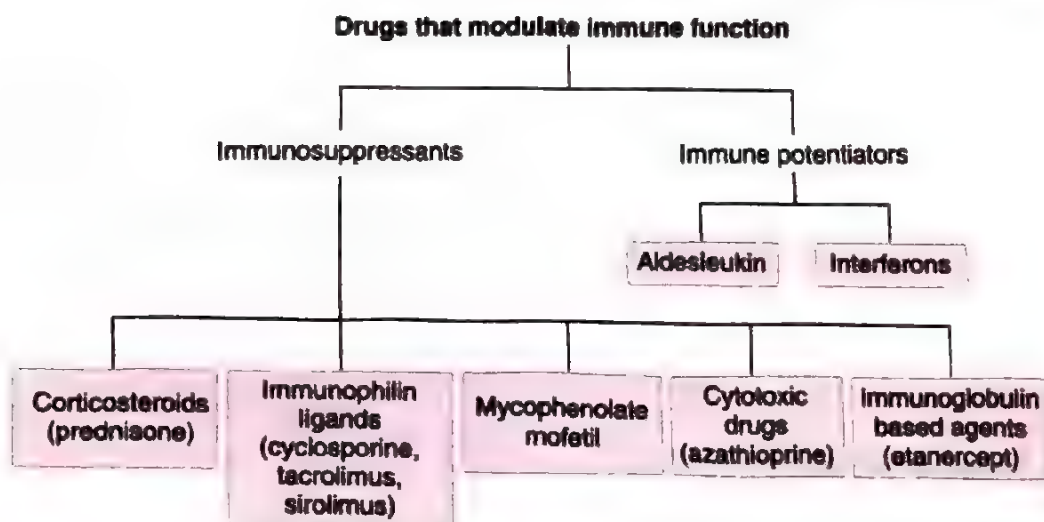 Drugs that modulate immune function
Immunosuppressants
Immune potentiators
Aldesleukin
Interferons
Corticosteroids
(prednisone)
Immunophilin
ligands
(cyclosporine,
tacrolimus,
sirolimus)
Mycophenolate
mofetil
Cytotoxic
drugs
(azathioprine)
Immunoglobulin
based agents
(etanercept)